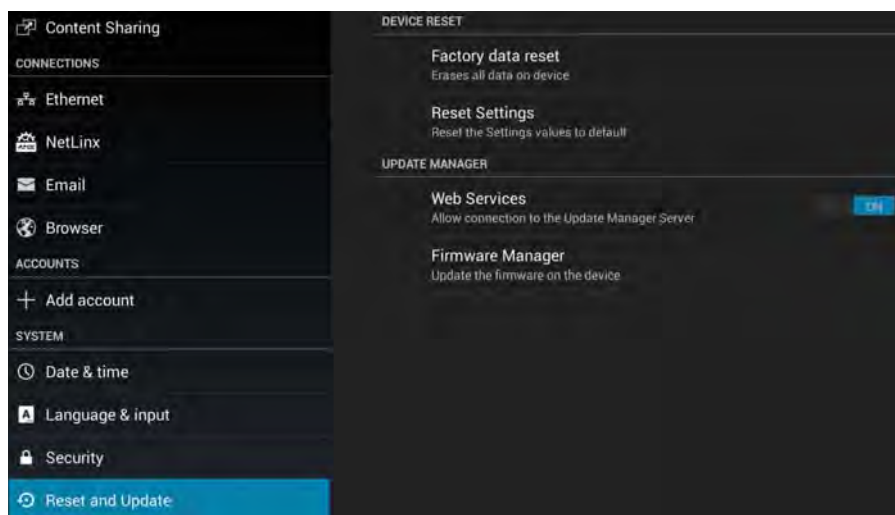 Content Sharing
CONNECTIONS
Ethernet
NetLinx
Email
Browser
ACCOUNTS
Add account
SYSTEM
Date & time
A Language & input
Security
Reset and Update
DEVICE RESET
Factory data reset
Erases all data on device
Reset Settings
Reset the Settings values to default
UPDATE MANAGER
Web Services
Allow connection to the Update Manager Server
ON
Firmware Manager
Update the firmware on the device